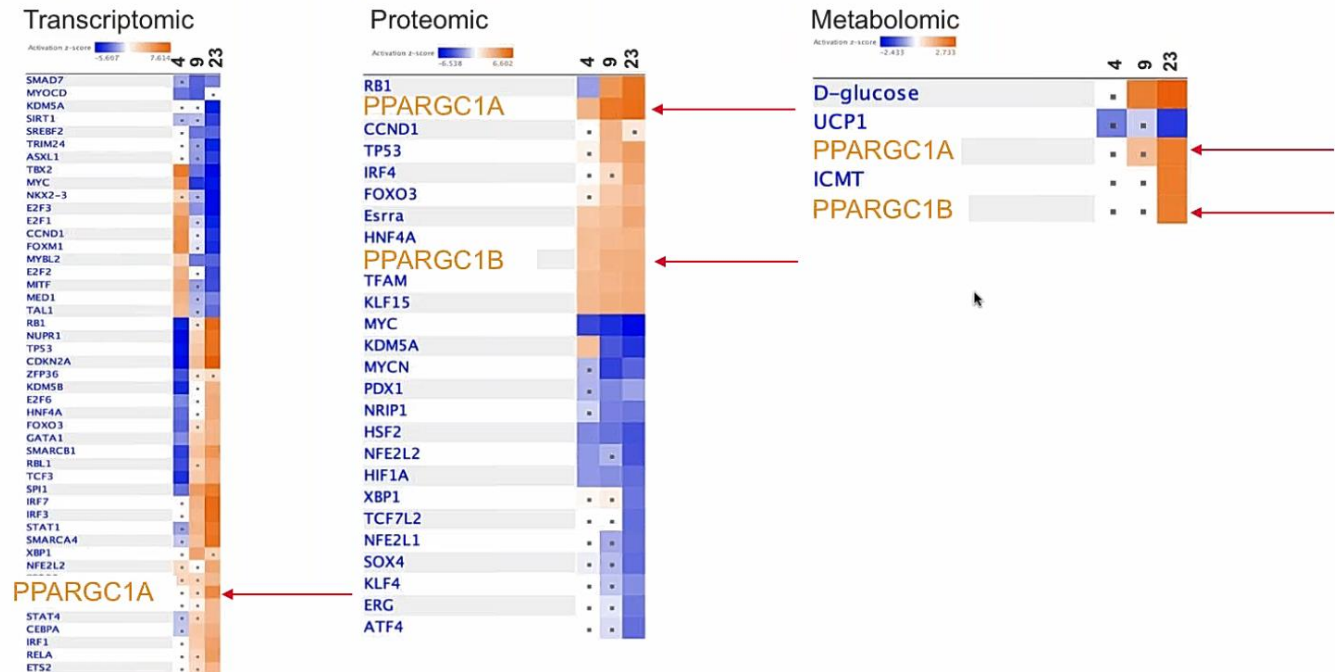 Transcriptomic
Activation z-score
-5.607 7.614
4 9 23
SMAD7
MYOCD
KDM5A
SIRT1
SREBF2
TRIM24
ASXL1
TBX2
MYC
NKX2-3
E2F3
E2F1
CCND1
FOXM1
MYBL2
E2F2
MITF
MED1
TAL1
RB1
NUPR1
TP53
CDKN2A
ZFP36
KDM5B
E2F6
HNF4A
FOXO3
GATA1
SMARCB1
RBL1
TCF3
SPI1
IRF7
IRF3
STAT1
SMARCA4
XBP1
NFE2L2
PPARGC1A
STAT4
CEBPA
IRF1
RELA
ETS2
Proteomic
Activation z-score
-6.538 6.602
4 9 23
RB1
PPARGC1A
CCND1
TP53
IRF4
FOXO3
Esrra
HNF4A
PPARGC1B
TFAM
KLF15
MYC
KDM5A
MYCN
PDX1
NRIP1
HSF2
NFE2L2
HIF1A
XBP1
TCF7L2
NFE2L1
SOX4
KLF4
ERG
ATF4
Metabolomic
Activation z-score
-2.433 2.733
4 9 23
D-glucose
UCP1
PPARGC1A
ICMT
PPARGC1B